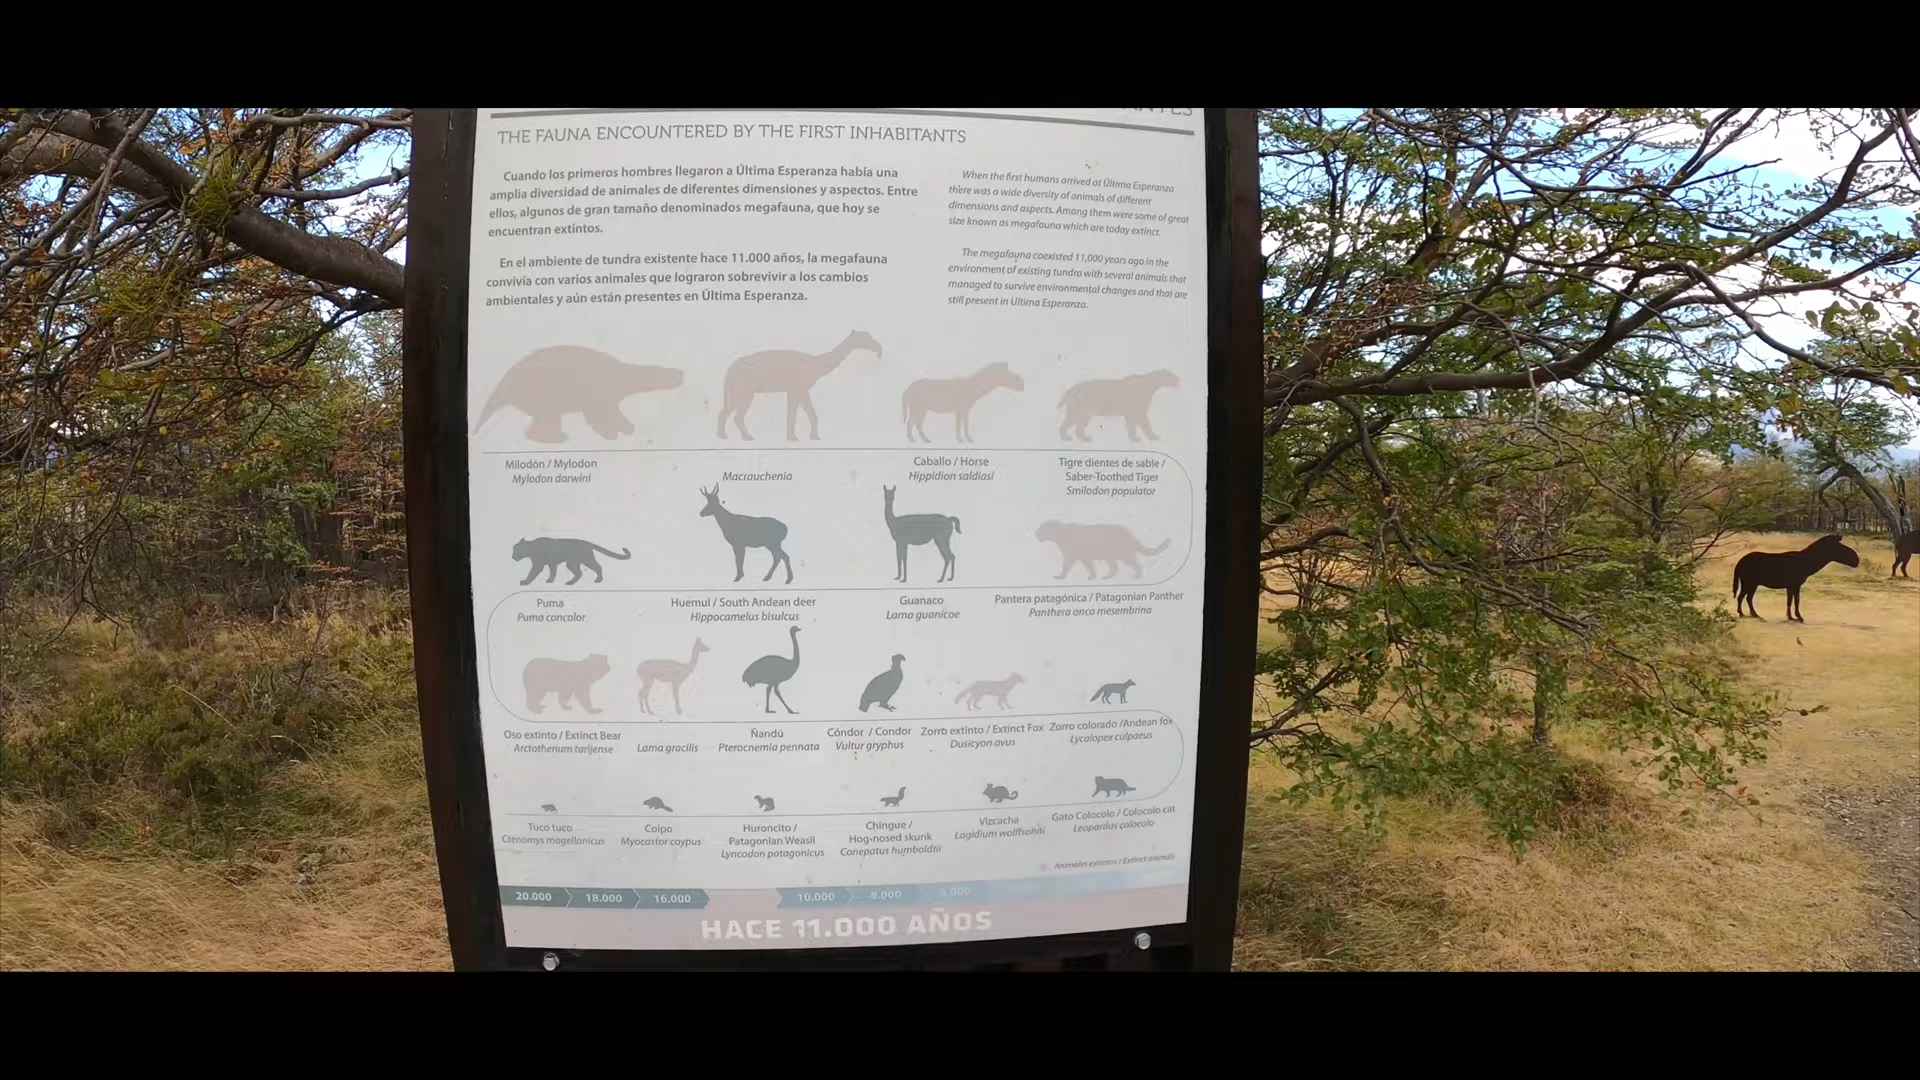 THE FAUNA ENCOUNTERED BY THE FIRST INHABITANTS
Cuando los primeros hombres llegaron a Última Esperanza había una
amplia diversidad de animales de diferentes dimensiones y aspectos. Entre
ellos, algunos de gran tamaño denominados megafauna, que hoy se
encuentran extintos.
En el ambiente de tundra existente hace 11.000 años, la megafauna
convivía con varios animales que lograron sobrevivir a los cambios
ambientales y aún están presentes en Última Esperanza.
When the first humans arrived at Última Esperanza
there was a wide diversity of animals of different
dimensions and aspects. Among them were some of great
size known as megafauna which are today extinct.
The megafauna coexisted 11,000 years ago in the
environment of existing tundra with several animals that
managed to survive environmental changes and that are
still present in Última Esperanza.
Milodón / Mylodon
Mylodon darwini
Macrauchenia
Caballo / Horse
Hippidion saldiasi
Tigre dientes de sable /
Saber-Toothed Tiger
Smilodon populator
Puma
Puma concolor
Huemul / South Andean deer
Hippocamelus bisulcus
Guanaco
Lama guanicoe
Pantera patagónica / Patagonian Panther
Panthera onca mesembrina
Oso extinto / Extinct Bear
Arctotherium tarijense
Lama gracilis
Ñandú
Pterocnemia pennata
Cóndor / Condor
Vultur gryphus
Zorro extinto / Extinct Fox
Dusicyon avus
Zorro colorado /Andean fox
Lycalopex culpaeus
Tuco tuco
Ctenomys magellanicus
Coipo
Myocastor coypus
Huroncito /
Patagonian Weasil
Lyncodon patagonicus
Chingue /
Hog-nosed skunk
Conepatus humboldtii
Vizcacha
Lagidium wolffsohni
Gato Colocolo / Colocolo cat
Leopardus colocolo
Animales extintos / Extinct animals
20.000 18.000 16.000 10.000 8.000 6.000
HACE 11.000 AÑOS